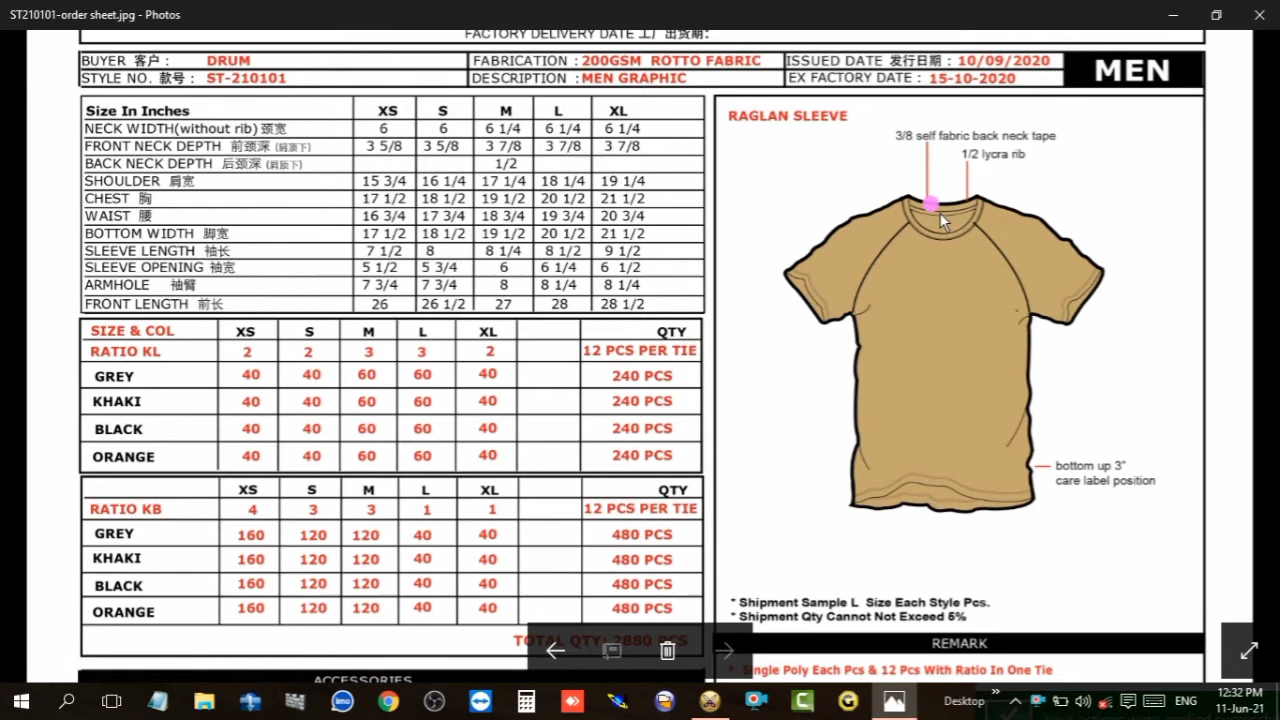 ST210101-order sheet.jpg - Photos
FACTORY DELIVERY DATE 工厂出货期:
BUYER 客户 : DRUM FABRICATION : 200GSM ROTTO FABRIC ISSUED DATE 发行日期 : 10/09/2020 MEN
STYLE NO. 款号: ST-210101 DESCRIPTION :MEN GRAPHIC EX FACTORY DATE : 15-10-2020
Size In Inches XS S M L XL
NECK WIDTH(without rib) 颈宽 6 6 6 1/4 6 1/4 6 1/4
FRONT NECK DEPTH 前颈深 (肩顶下) 3 5/8 3 5/8 3 7/8 3 7/8 3 7/8
BACK NECK DEPTH 后颈深 (肩顶下) 1/2
SHOULDER 肩宽 15 3/4 16 1/4 17 1/4 18 1/4 19 1/4
CHEST 胸 17 1/2 18 1/2 19 1/2 20 1/2 21 1/2
WAIST 腰 16 3/4 17 3/4 18 3/4 19 3/4 20 3/4
BOTTOM WIDTH 脚宽 17 1/2 18 1/2 19 1/2 20 1/2 21 1/2
SLEEVE LENGTH 袖长 7 1/2 8 8 1/4 8 1/2 9 1/2
SLEEVE OPENING 袖宽 5 1/2 5 3/4 6 6 1/4 6 1/2
ARMHOLE 袖臂 7 3/4 7 3/4 8 8 1/4 8 1/4
FRONT LENGTH 前长 26 26 1/2 27 28 28 1/2
SIZE & COL XS S M L XL QTY
RATIO KL 2 2 3 3 2 12 PCS PER TIE
GREY 40 40 60 60 40 240 PCS
KHAKI 40 40 60 60 40 240 PCS
BLACK 40 40 60 60 40 240 PCS
ORANGE 40 40 60 60 40 240 PCS
XS S M L XL QTY
RATIO KB 4 3 3 1 1 12 PCS PER TIE
GREY 160 120 120 40 40 480 PCS
KHAKI 160 120 120 40 40 480 PCS
BLACK 160 120 120 40 40 480 PCS
ORANGE 160 120 120 40 40 480 PCS
TOTAL QTY: 2880 PCS
ACCESSORIES
RAGLAN SLEEVE
3/8 self fabric back neck tape
1/2 lycra rib
bottom up 3"
care label position
* Shipment Sample L Size Each Style Pcs.
* Shipment Qty Cannot Not Exceed 5%
REMARK
* Single Poly Each Pcs & 12 Pcs With Ratio In One Tie
imo
Desktop
ENG
12:32 PM
11-Jun-21